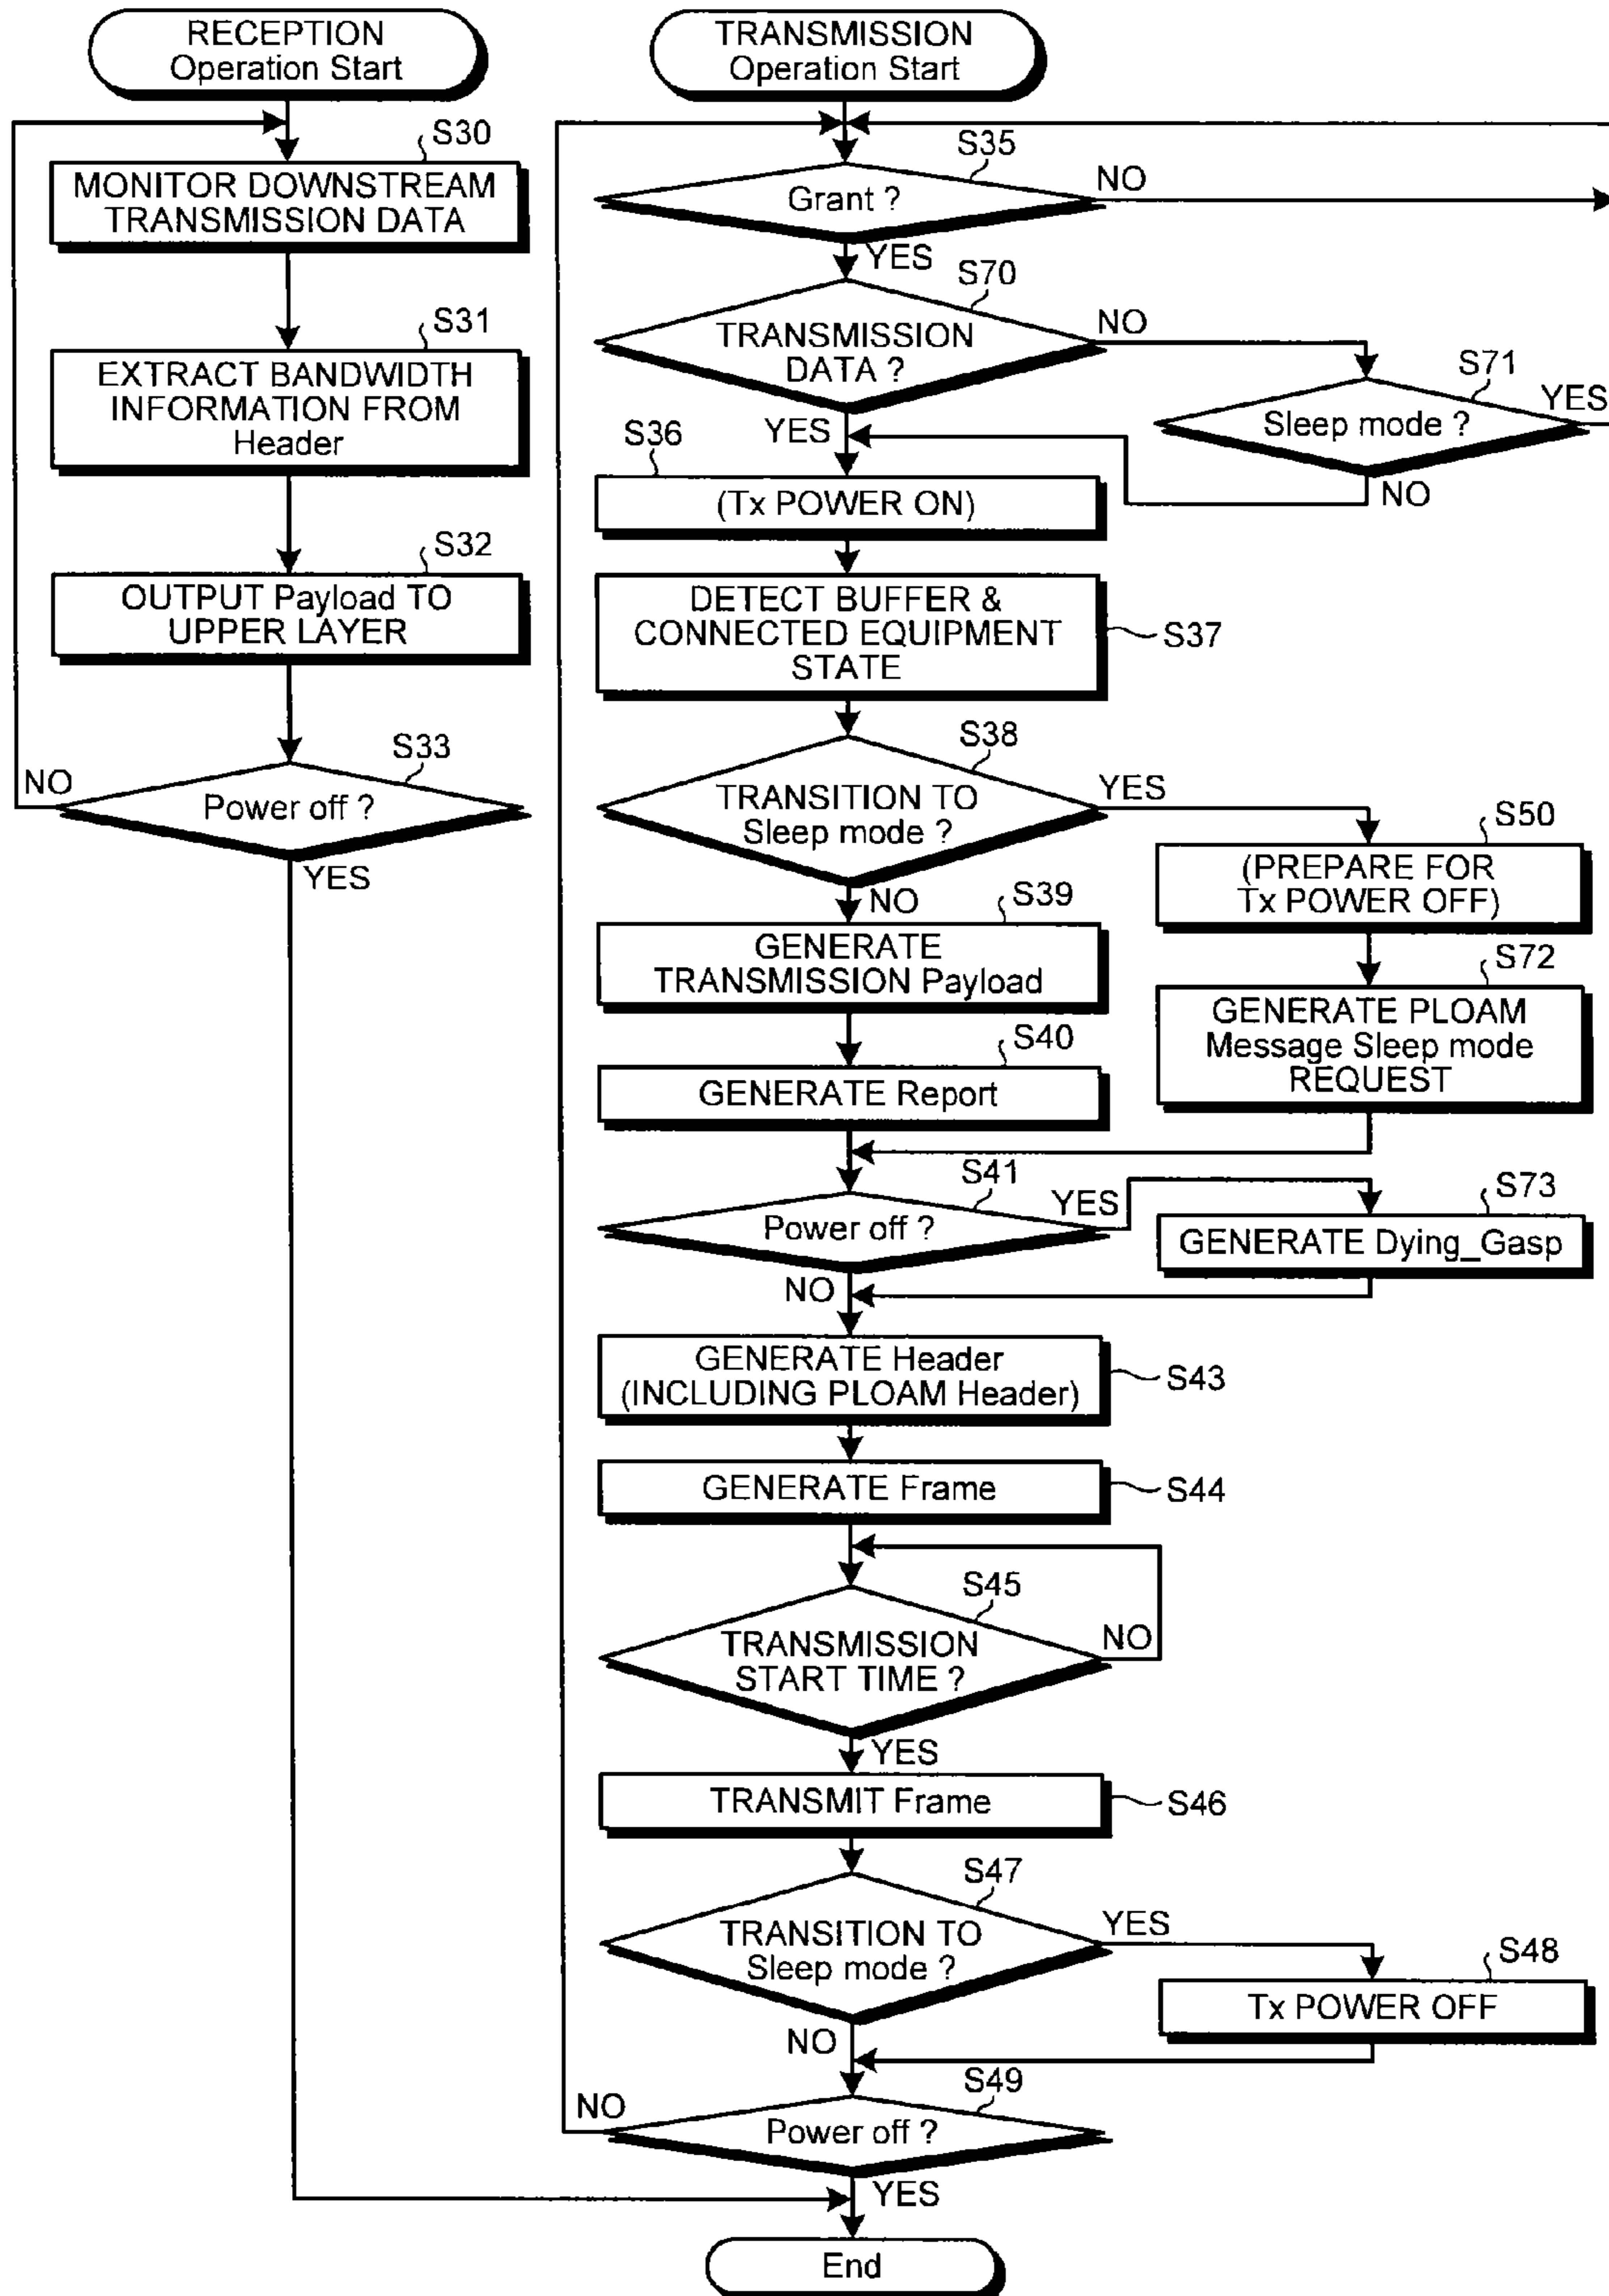 RECEPTION
Operation Start
S30
MONITOR DOWNSTREAM
TRANSMISSION DATA
S31
EXTRACT BANDWIDTH
INFORMATION FROM
Header
S32
OUTPUT Payload TO
UPPER LAYER
S33
NO
Power off ?
YES
TRANSMISSION
Operation Start
S35
Grant ?
NO
YES
S70
TRANSMISSION
DATA ?
NO
S71
Sleep mode ?
YES
NO
YES
S36
(Tx POWER ON)
DETECT BUFFER &
CONNECTED EQUIPMENT
STATE
S37
S38
TRANSITION TO
Sleep mode ?
YES
S50
(PREPARE FOR
Tx POWER OFF)
S72
GENERATE PLOAM
Message Sleep mode
REQUEST
NO
S39
GENERATE
TRANSMISSION Payload
S40
GENERATE Report
S41
Power off ?
YES
S73
GENERATE Dying_Gasp
NO
GENERATE Header
(INCLUDING PLOAM Header)
S43
GENERATE Frame
S44
S45
TRANSMISSION
START TIME ?
NO
YES
TRANSMIT Frame
S46
S47
TRANSITION TO
Sleep mode ?
YES
S48
Tx POWER OFF
NO
S49
NO
Power off ?
YES
End